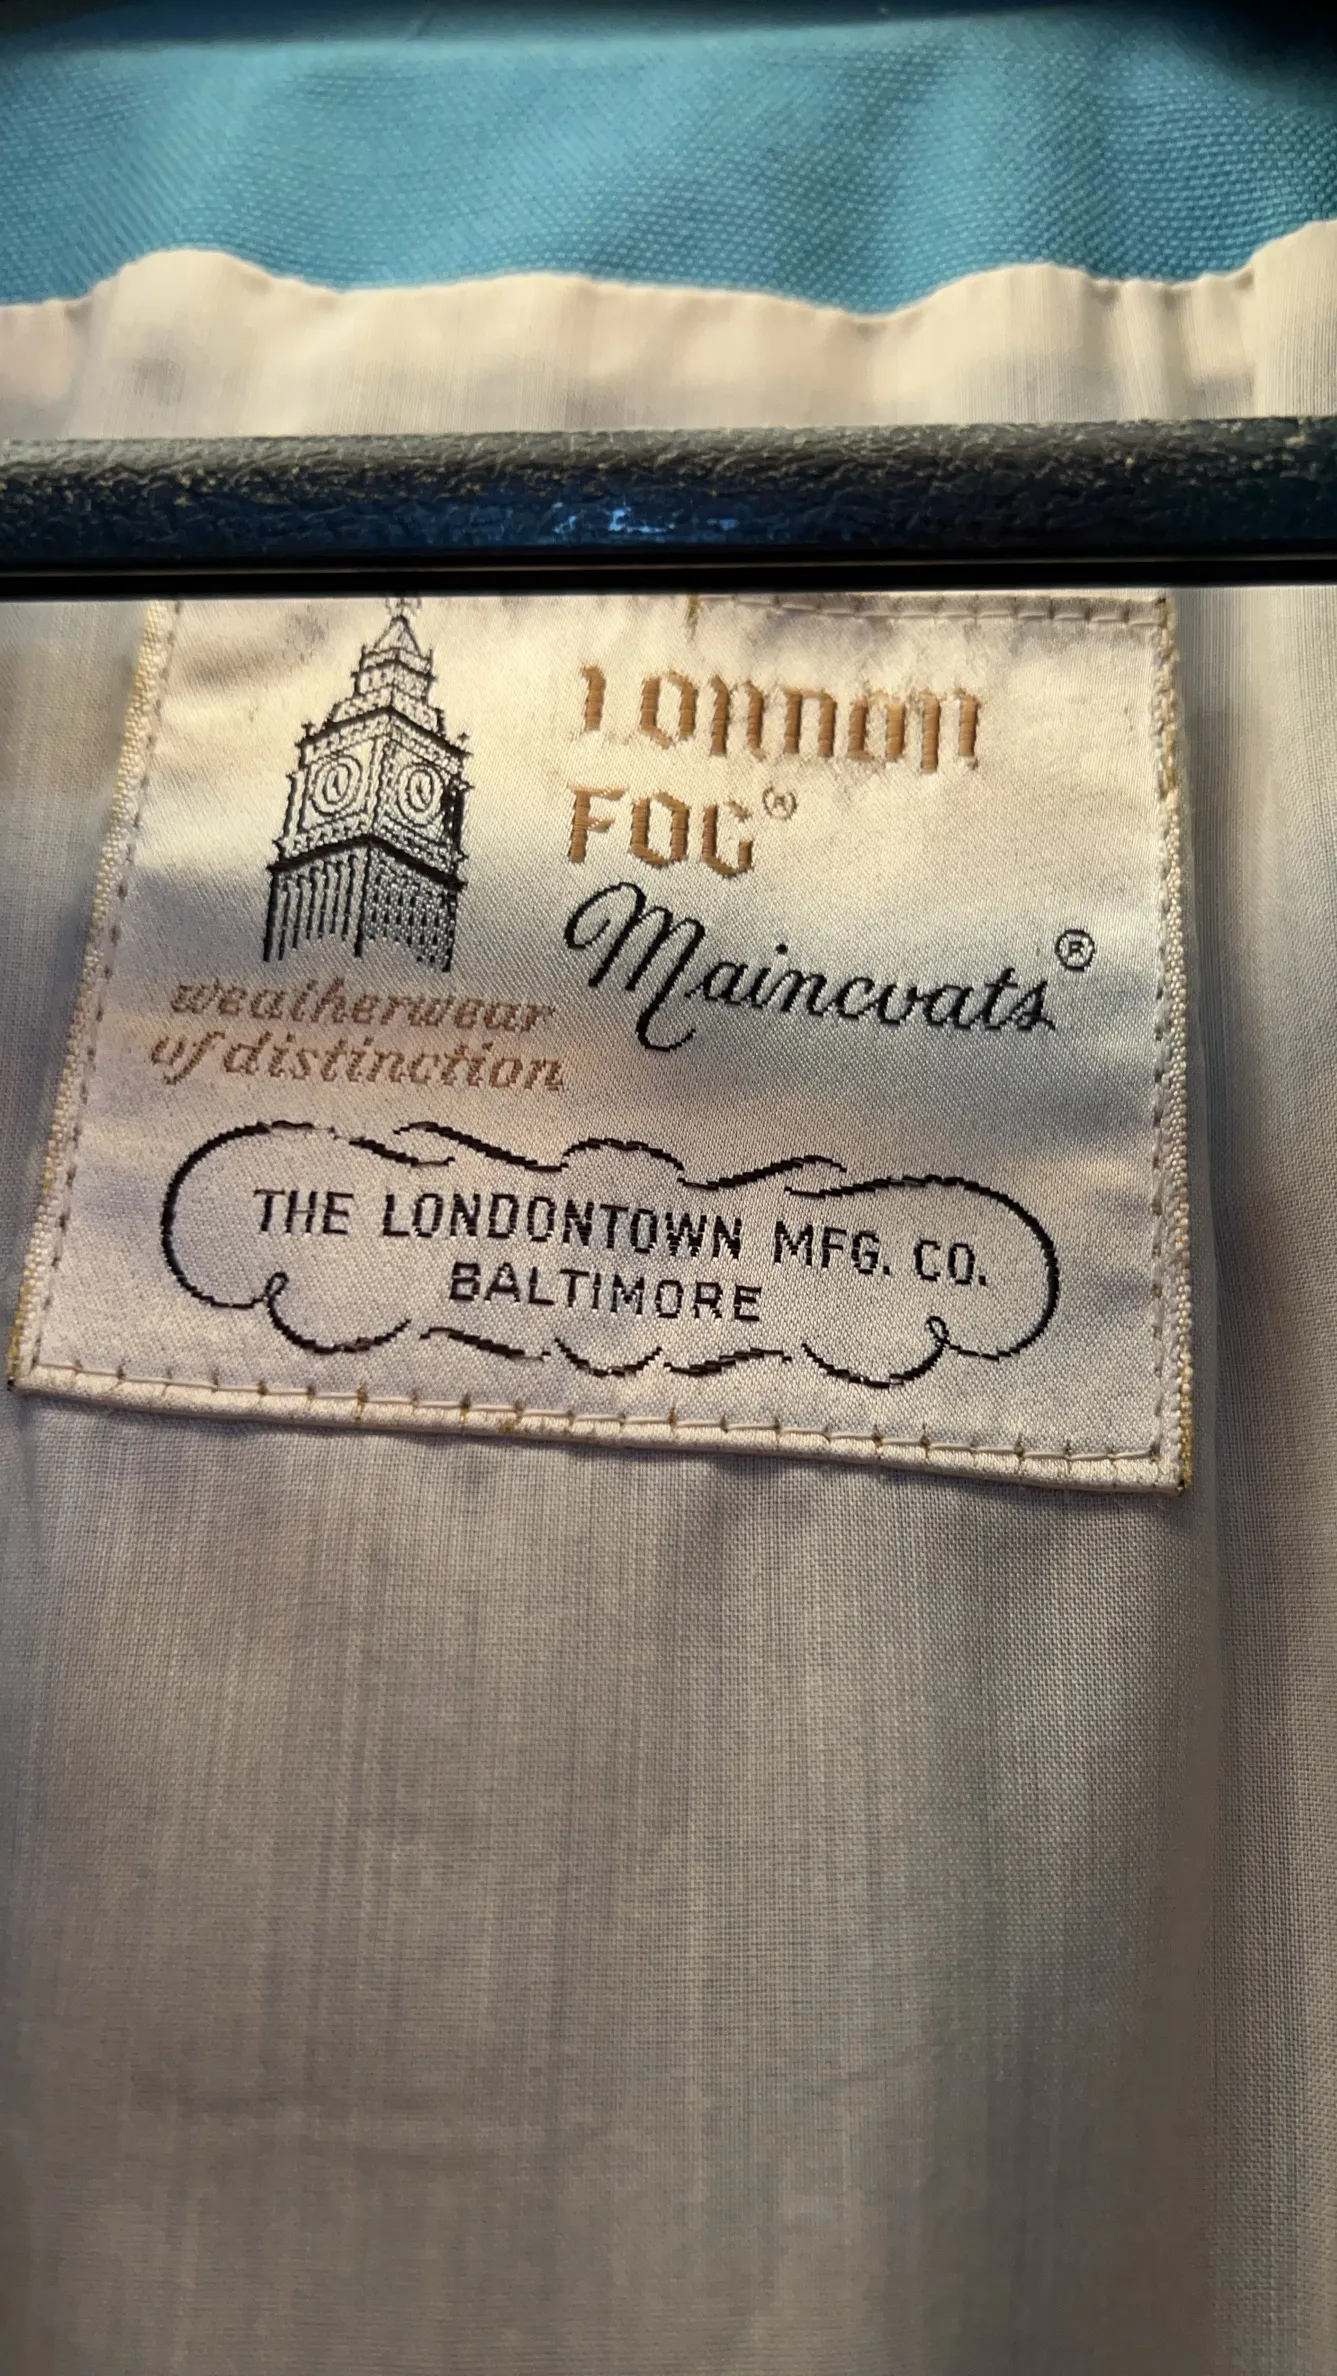 LONDON
FOG®
Maincoats®
weatherwear
of distinction
THE LONDONTOWN MFG. CO.
BALTIMORE